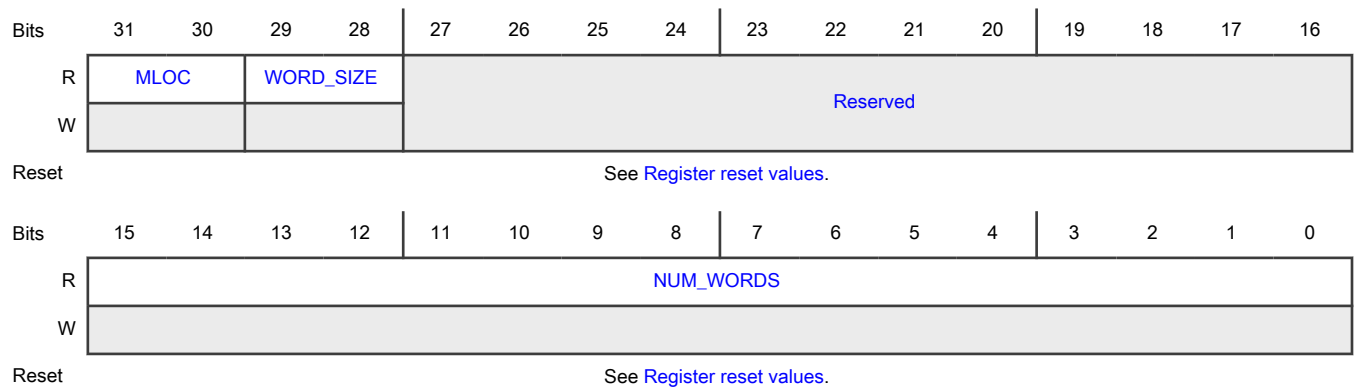 Bits 31 30 29 28 27 26 25 24 23 22 21 20 19 18 17 16
R MLOC WORD_SIZE Reserved
W
Reset See Register reset values.
Bits 15 14 13 12 11 10 9 8 7 6 5 4 3 2 1 0
R NUM_WORDS
W
Reset See Register reset values.